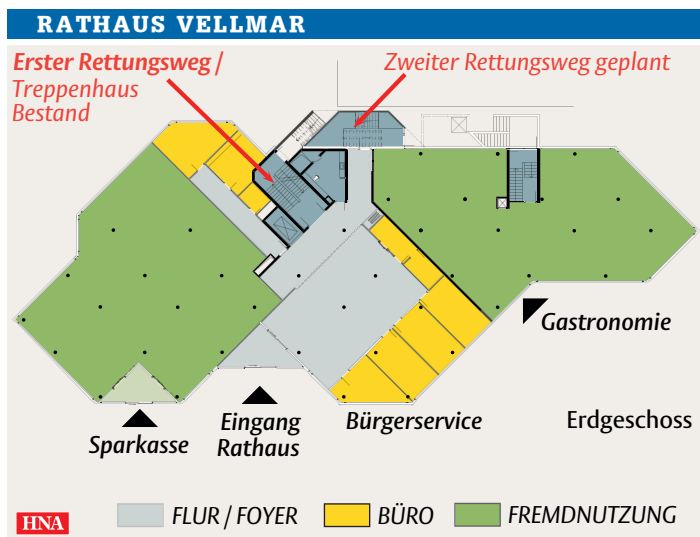 RATHAUS VELLMAR
Erster Rettungsweg /
Treppenhaus
Bestand
Zweiter Rettungsweg geplant
Gastronomie
Sparkasse
Eingang
Rathaus
Bürgerservice
Erdgeschoss
HNA
FLUR / FOYER
BÜRO
FREMDNUTZUNG